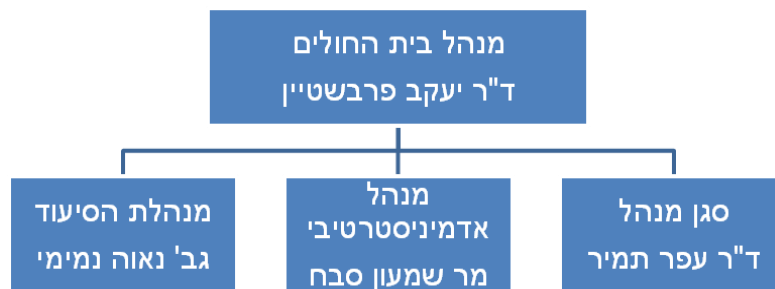 מנהל בית החולים
ד"ר יעקב פרבשטיין
סגן מנהל
ד"ר עפר תמיר
מנהל
אדמיניסטרטיבי
מר שמעון סבח
מנהלת הסיעוד
גב' נאוה נמימי